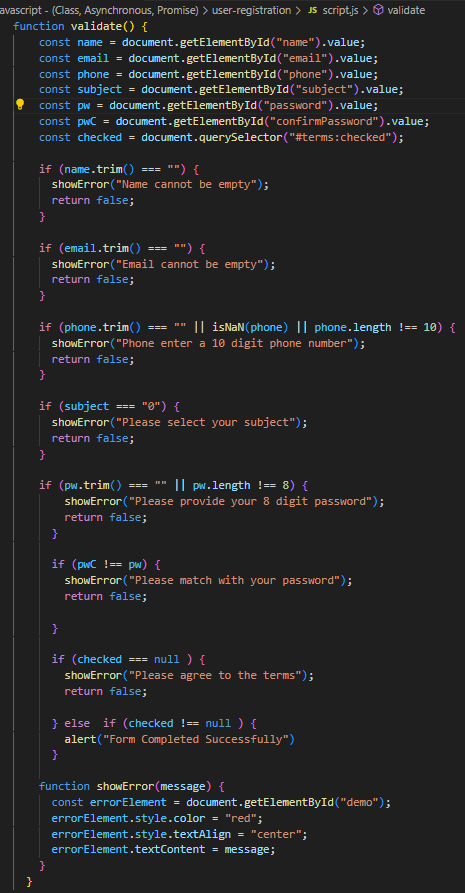 avascript - (Class, Asynchronous, Promise) > user-registration > JS script.js > validate
function validate() {
    const name = document.getElementById("name").value;
    const email = document.getElementById("email").value;
    const phone = document.getElementById("phone").value;
    const subject = document.getElementById("subject").value;
    const pw = document.getElementById("password").value;
    const pwC = document.getElementById("confirmPassword").value;
    const checked = document.querySelector("#terms:checked");

    if (name.trim() === "") {
      showError("Name cannot be empty");
      return false;
    }

    if (email.trim() === "") {
      showError("Email cannot be empty");
      return false;
    }

    if (phone.trim() === "" || isNaN(phone) || phone.length !== 10) {
      showError("Phone enter a 10 digit phone number");
      return false;
    }

    if (subject === "0") {
      showError("Please select your subject");
      return false;
    }

    if (pw.trim() === "" || pw.length !== 8) {
        showError("Please provide your 8 digit password");
        return false;
      }

      if (pwC !== pw) {
        showError("Please match with your password");
        return false;

      }

      if (checked === null ) {
        showError("Please agree to the terms");
        return false;

      } else  if (checked !== null ) {
        alert("Form Completed Successfully")
      }

    function showError(message) {
      const errorElement = document.getElementById("demo");
      errorElement.style.color = "red";
      errorElement.style.textAlign = "center";
      errorElement.textContent = message;
    }
  }